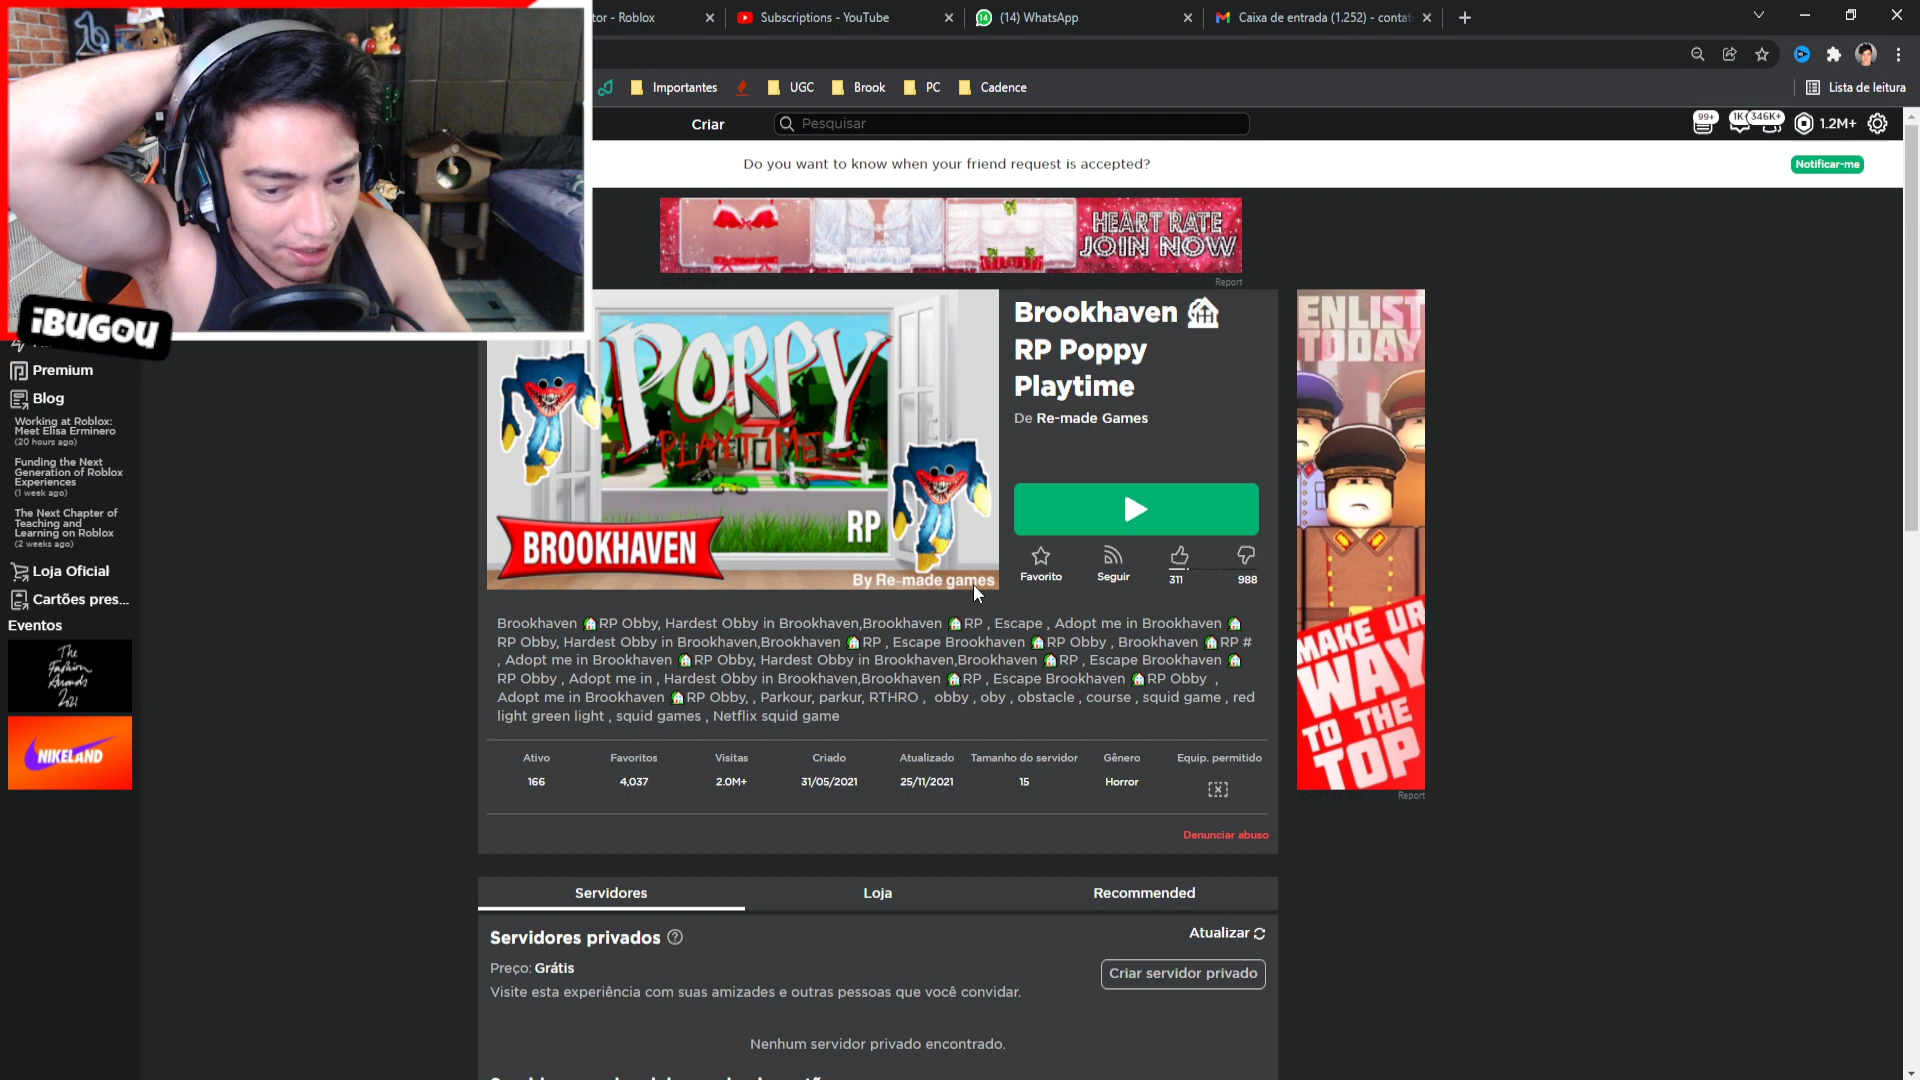 tor - Roblox
Subscriptions - YouTube
(14) WhatsApp
Caixa de entrada (1.252) - conta
Importantes
UGC
Brook
PC
Cadence
Lista de leitura
Criar
Pesquisar
99+
1K+
346K+
1.2M+
Do you want to know when your friend request is accepted?
Notificar-me
HEART RATE
JOIN NOW
Report
iBUGOU
Premium
Blog
Working at Roblox:
Meet Elisa Erminero
(20 hours ago)
Funding the Next
Generation of Roblox
Experiences
(1 week ago)
The Next Chapter of
Teaching and
Learning on Roblox
(2 weeks ago)
Loja Oficial
Cartões pres...
Eventos
The
Fashion
Awards
2021
NIKELAND
POPPY
PLAYTIME
BROOKHAVEN
RP
By Re-made games
Brookhaven 🏠
RP Poppy
Playtime
De Re-made Games
Favorito
Seguir
311
988
Brookhaven 🏠RP Obby, Hardest Obby in Brookhaven,Brookhaven 🏠RP , Escape , Adopt me in Brookhaven 🏠
RP Obby, Hardest Obby in Brookhaven,Brookhaven 🏠RP , Escape Brookhaven 🏠RP Obby , Brookhaven 🏠RP #
, Adopt me in Brookhaven 🏠RP Obby, Hardest Obby in Brookhaven,Brookhaven 🏠RP , Escape Brookhaven 🏠
RP Obby , Adopt me in , Hardest Obby in Brookhaven,Brookhaven 🏠RP , Escape Brookhaven 🏠RP Obby ,
Adopt me in Brookhaven 🏠RP Obby, , Parkour, parkur, RTHRO , obby , oby , obstacle , course , squid game , red
light green light , squid games , Netflix squid game
Ativo
Favoritos
Visitas
Criado
Atualizado
Tamanho do servidor
Gênero
Equip. permitido
166
4,037
2.0M+
31/05/2021
25/11/2021
15
Horror
Denunciar abuso
ENLIST
TODAY
MAKE UR
WAY
TO THE
TOP
Report
Servidores
Loja
Recommended
Servidores privados
Atualizar
Preço: Grátis
Criar servidor privado
Visite esta experiência com suas amizades e outras pessoas que você convidar.
Nenhum servidor privado encontrado.